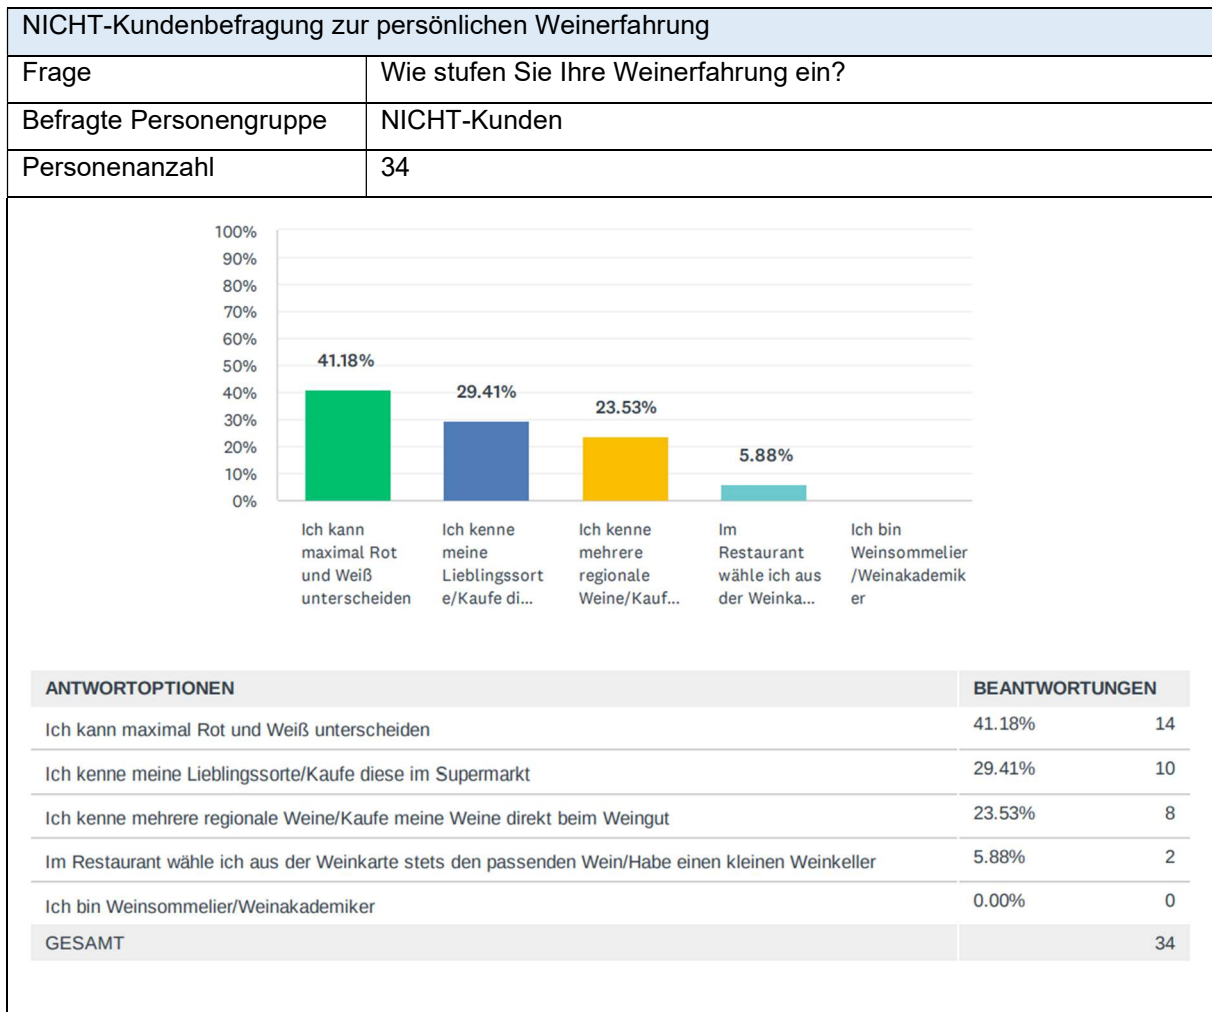 NICHT-Kundenbefragung zur persönlichen Weinerfahrung
Frage Wie stufen Sie Ihre Weinerfahrung ein?
Befragte Personengruppe NICHT-Kunden
Personenanzahl 34
100%
90%
80%
70%
60%
50%
40%
30%
20%
10%
0%
41.18%
29.41%
23.53%
5.88%
Ich kann
maximal Rot
und Weiß
unterscheiden
Ich kenne
meine
Lieblingssort
e/Kaufe di...
Ich kenne
mehrere
regionale
Weine/Kauf...
Im
Restaurant
wähle ich aus
der Weinka...
Ich bin
Weinsommelier
/Weinakademik
er
ANTWORTOPTIONEN BEANTWORTUNGEN
Ich kann maximal Rot und Weiß unterscheiden 41.18% 14
Ich kenne meine Lieblingssorte/Kaufe diese im Supermarkt 29.41% 10
Ich kenne mehrere regionale Weine/Kaufe meine Weine direkt beim Weingut 23.53% 8
Im Restaurant wähle ich aus der Weinkarte stets den passenden Wein/Habe einen kleinen Weinkeller 5.88% 2
Ich bin Weinsommelier/Weinakademiker 0.00% 0
GESAMT 34